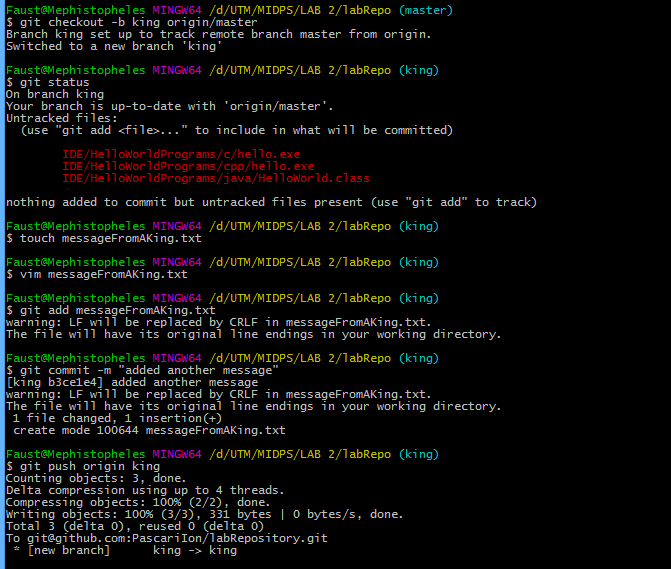 Faust@Mephistopheles MINGW64 /d/UTM/MIDPS/LAB 2/labRepo (master)
$ git checkout -b king origin/master
Branch king set up to track remote branch master from origin.
Switched to a new branch 'king'
Faust@Mephistopheles MINGW64 /d/UTM/MIDPS/LAB 2/labRepo (king)
$ git status
On branch king
Your branch is up-to-date with 'origin/master'.
Untracked files:
  (use "git add <file>..." to include in what will be committed)
        IDE/HelloWorldPrograms/c/hello.exe
        IDE/HelloWorldPrograms/cpp/hello.exe
        IDE/HelloWorldPrograms/java/HelloWorld.class
nothing added to commit but untracked files present (use "git add" to track)
Faust@Mephistopheles MINGW64 /d/UTM/MIDPS/LAB 2/labRepo (king)
$ touch messageFromAKing.txt
Faust@Mephistopheles MINGW64 /d/UTM/MIDPS/LAB 2/labRepo (king)
$ vim messageFromAKing.txt
Faust@Mephistopheles MINGW64 /d/UTM/MIDPS/LAB 2/labRepo (king)
$ git add messageFromAKing.txt
warning: LF will be replaced by CRLF in messageFromAKing.txt.
The file will have its original line endings in your working directory.
Faust@Mephistopheles MINGW64 /d/UTM/MIDPS/LAB 2/labRepo (king)
$ git commit -m "added another message"
[king b3ce1e4] added another message
warning: LF will be replaced by CRLF in messageFromAKing.txt.
The file will have its original line endings in your working directory.
 1 file changed, 1 insertion(+)
 create mode 100644 messageFromAKing.txt
Faust@Mephistopheles MINGW64 /d/UTM/MIDPS/LAB 2/labRepo (king)
$ git push origin king
Counting objects: 3, done.
Delta compression using up to 4 threads.
Compressing objects: 100% (2/2), done.
Writing objects: 100% (3/3), 331 bytes | 0 bytes/s, done.
Total 3 (delta 0), reused 0 (delta 0)
To git@github.com:PascariIon/labRepository.git
 * [new branch]      king -> king